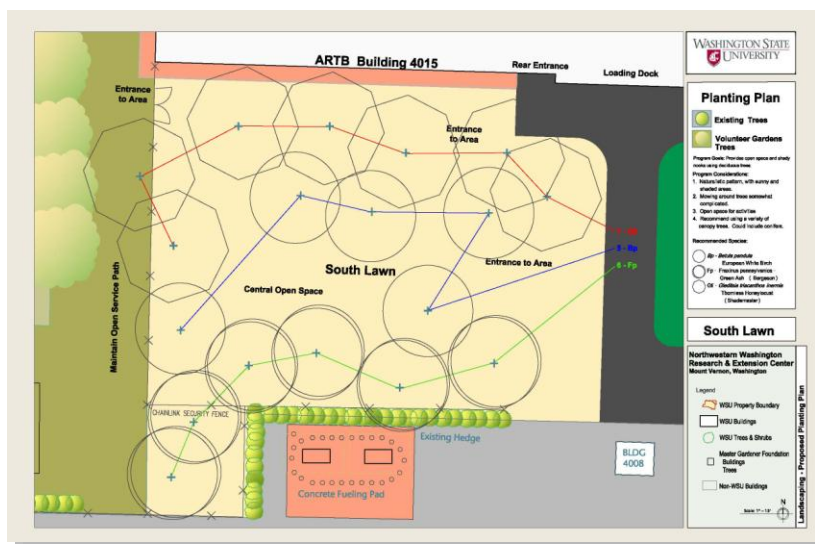 ARTB Building 4015
Rear Entrance
Loading Dock
Entrance
to Area
Entrance
to Area
South Lawn
Entrance to Area
Central Open Space
Maintain Open Service Path
5 - Bp
6 - Fp
CHAINLINK SECURITY FENCE
Existing Hedge
Concrete Fueling Pad
BLDG
4008
WASHINGTON STATE
UNIVERSITY
Planting Plan
Existing Trees
Volunteer Gardens
Trees
Program Goals: Provides open space and shady
nooks using deciduous trees.
Program Considerations:
1. Naturalistic pattern, with sunny and
shaded areas.
2. Moving around trees somewhat
complicated.
3. Open space for activities
4. Recommend using a variety of
canopy trees. Could include conifers.
Recommended Species:
Bp - Betula pendula
European White Birch
Fp - Fraxinus pennsylvanica -
Green Ash ( Bergeson)
Gti - Gleditsia triacanthos inermis
Thornless Honeylocust
( Shademaster)
South Lawn
Northwestern Washington
Research & Extension Center
Mount Vernon, Washington
Legend
WSU Property Boundary
WSU Buildings
WSU Trees & Shrubs
Master Gardener Foundation
Buildings
Trees
Non-WSU Buildings
N
Landscaping - Proposed Planting Plan